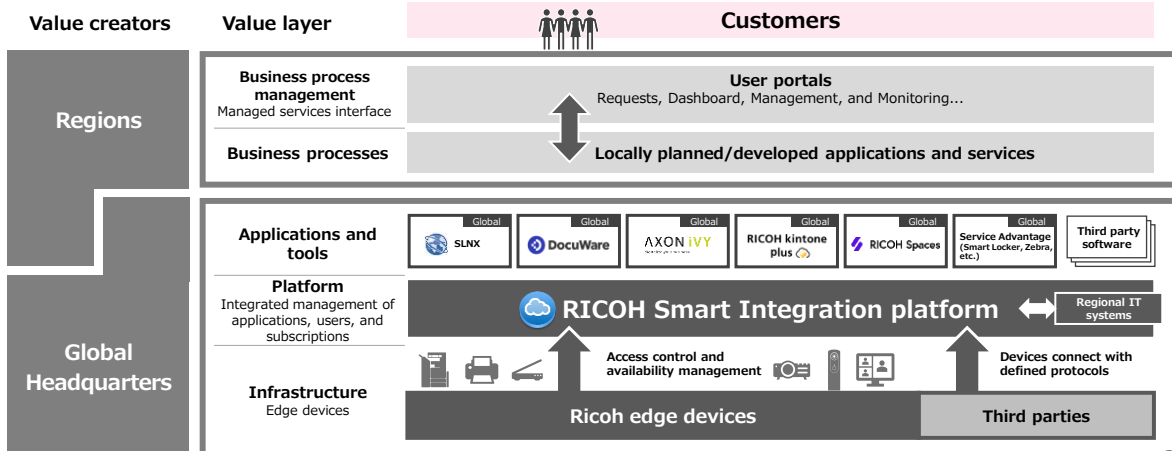 Value creators
Value layer
Customers
Regions
Business process
management
Managed services interface
User portals
Requests, Dashboard, Management, and Monitoring...
Business processes
Locally planned/developed applications and services
Global
Headquarters
Applications and
tools
Global
SLNX
Global
DocuWare
Global
AXON iVY
Global
RICOH kintone
plus
Global
RICOH Spaces
Global
Service Advantage
(Smart Locker, Zebra,
etc.)
Third party
software
Platform
Integrated management of
applications, users, and
subscriptions
RICOH Smart Integration platform
Regional IT
systems
Infrastructure
Edge devices
Access control and
availability management
Devices connect with
defined protocols
Ricoh edge devices
Third parties